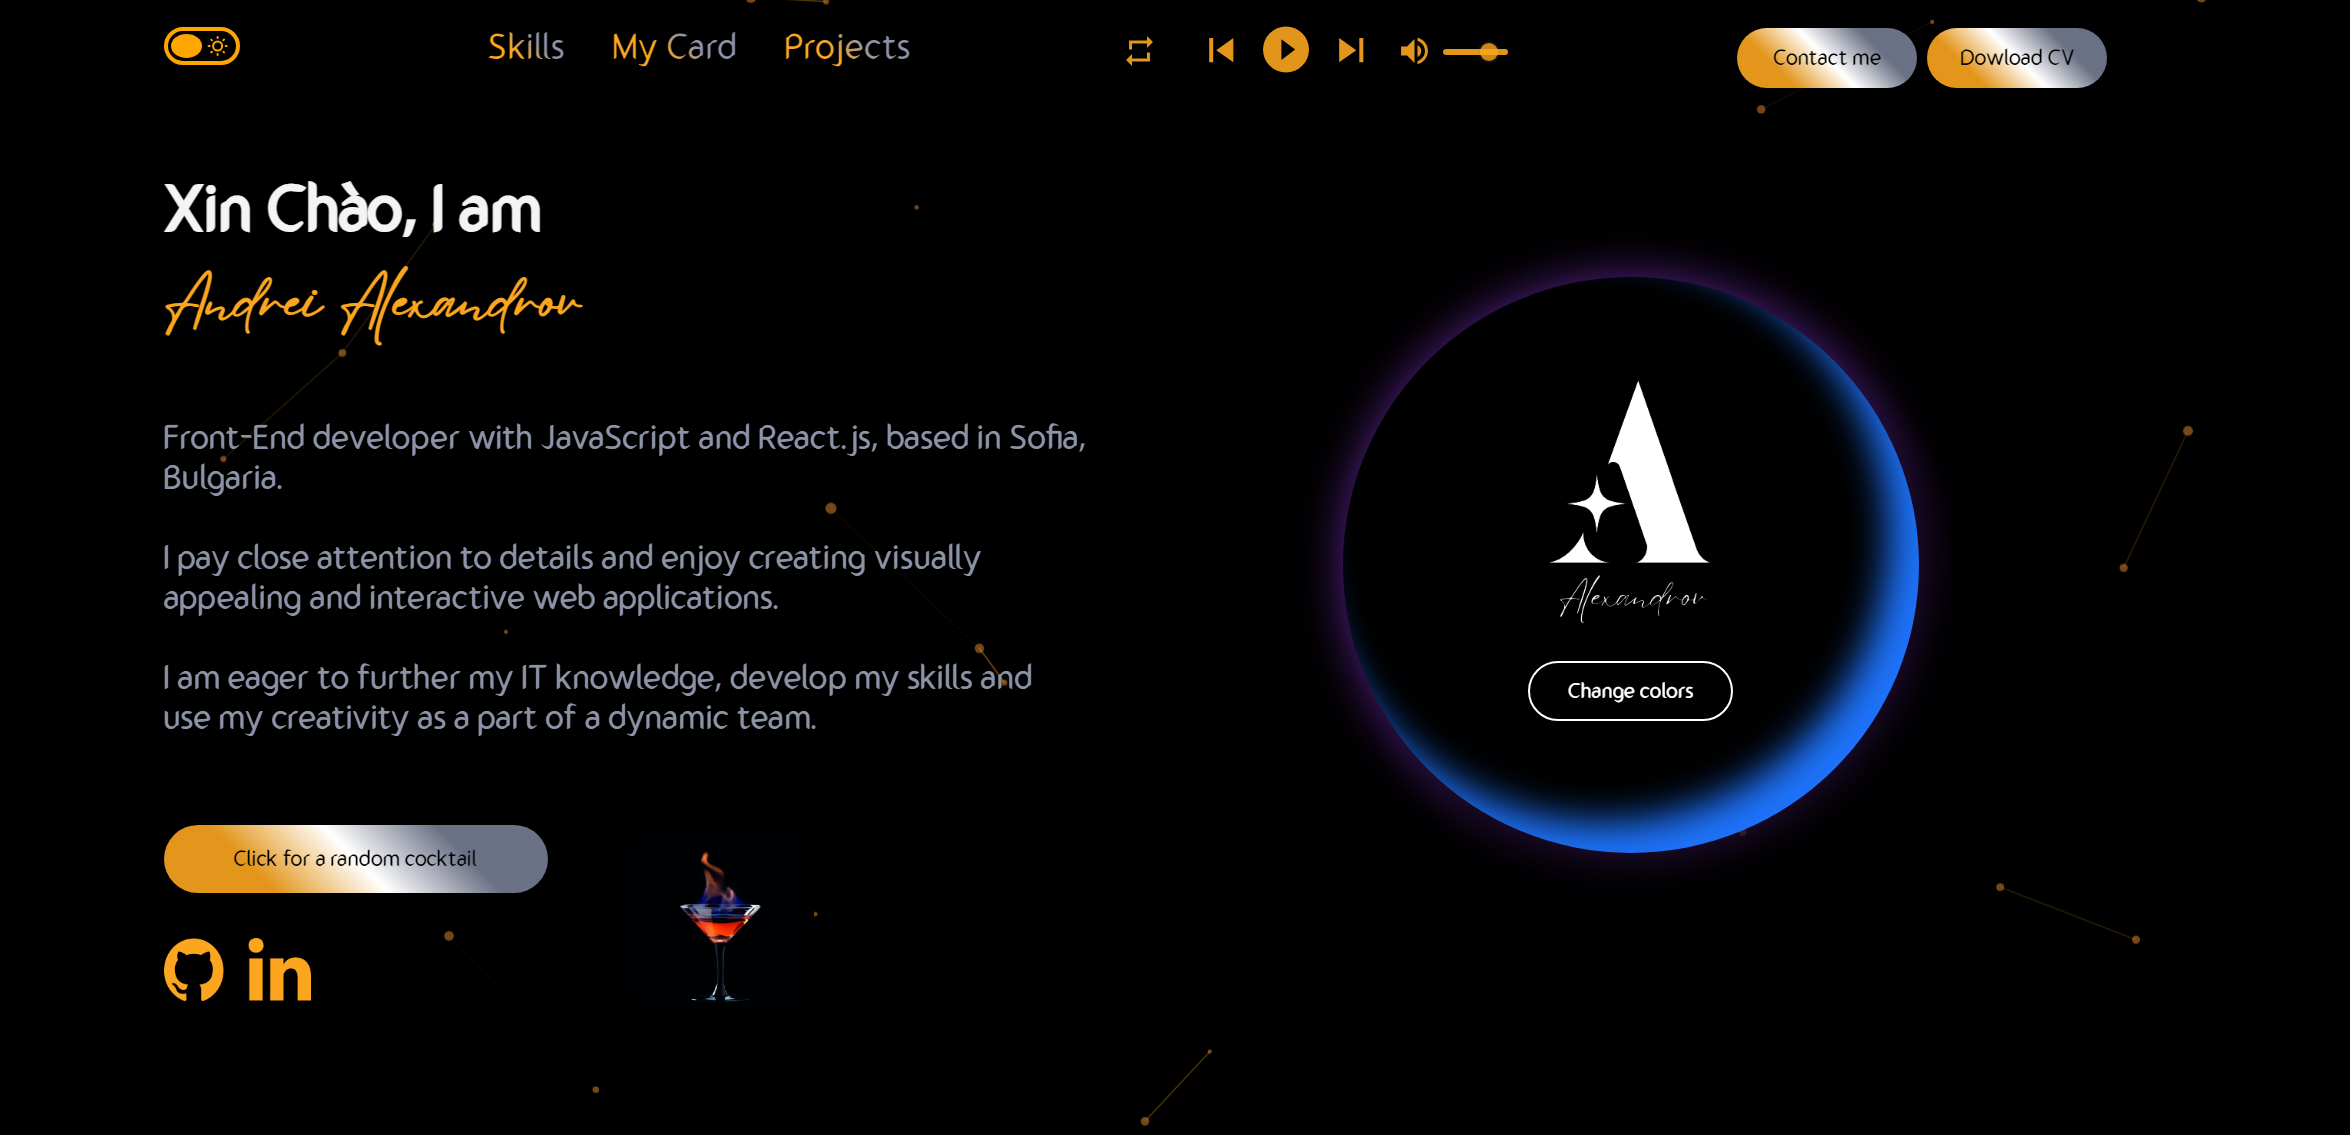 Skills
My Card
Projects
Contact me
Dowload CV
Xin Chào, I am
Andrei Alexandrov
Front-End developer with JavaScript and React.js, based in Sofia,
Bulgaria.
I pay close attention to details and enjoy creating visually
appealing and interactive web applications.
I am eager to further my IT knowledge, develop my skills and
use my creativity as a part of a dynamic team.
Click for a random cocktail
in
A
Alexandrov
Change colors